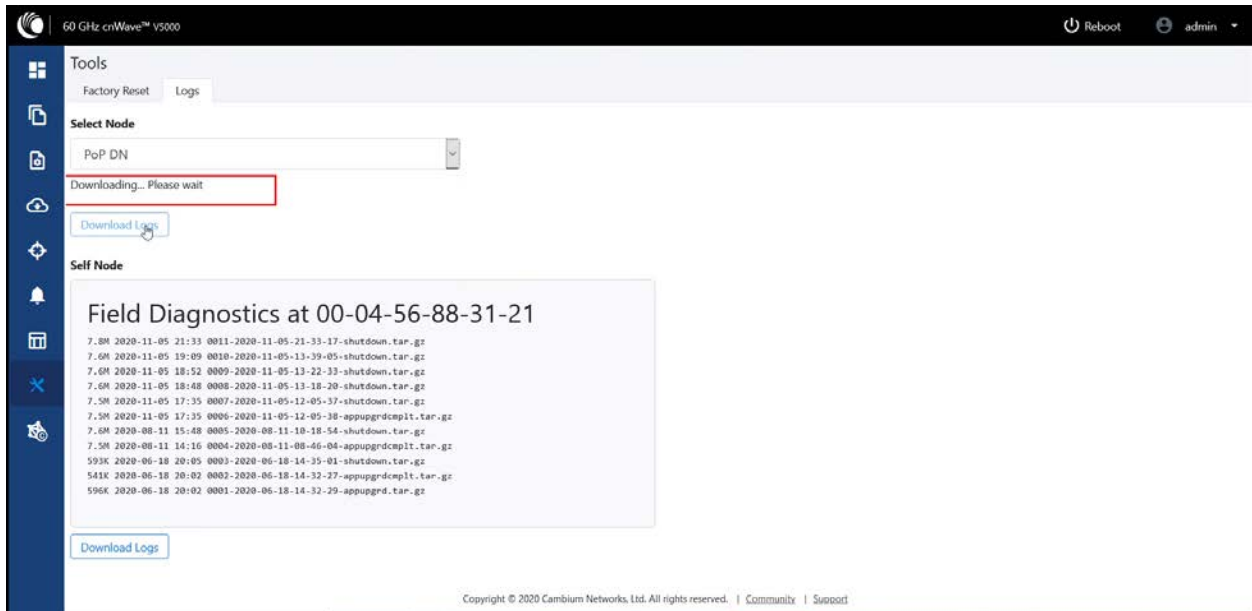 60 GHz cnWave™ V5000
Reboot
admin
Tools
Factory Reset Logs
Select Node
PoP DN
Downloading... Please wait
Download Logs
Self Node
Field Diagnostics at 00-04-56-88-31-21
7.8M 2020-11-05 21:33 0011-2020-11-05-21-33-17-shutdown.tar.gz
7.6M 2020-11-05 19:09 0010-2020-11-05-13-39-05-shutdown.tar.gz
7.6M 2020-11-05 18:52 0009-2020-11-05-13-22-33-shutdown.tar.gz
7.6M 2020-11-05 18:48 0008-2020-11-05-13-18-20-shutdown.tar.gz
7.5M 2020-11-05 17:35 0007-2020-11-05-12-05-37-shutdown.tar.gz
7.5M 2020-11-05 17:35 0006-2020-11-05-12-05-38-appupgrdcmplt.tar.gz
7.6M 2020-08-11 15:48 0005-2020-08-11-10-18-54-shutdown.tar.gz
7.5M 2020-08-11 14:16 0004-2020-08-11-08-46-04-appupgrdcmplt.tar.gz
593K 2020-06-18 20:05 0003-2020-06-18-14-35-01-shutdown.tar.gz
541K 2020-06-18 20:02 0002-2020-06-18-14-32-27-appupgrdcmplt.tar.gz
596K 2020-06-18 20:02 0001-2020-06-18-14-32-29-appupgrd.tar.gz
Download Logs
Copyright © 2020 Cambium Networks, Ltd. All rights reserved. | Community | Support